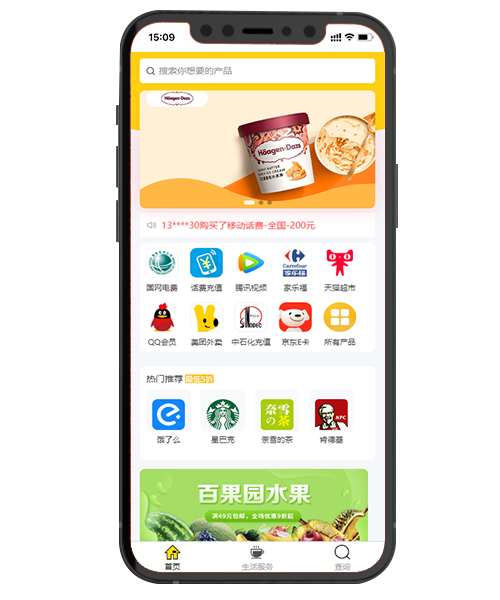 15:09
搜索你想要的产品
Häagen-Dazs
Häagen-Dazs
13****30购买了移动话费-全国-200元
国网电费 话费充值 腾讯视频 家乐福 天猫超市
Carrefour
家乐福
QQ会员 美团外卖 中石化充值 京东E卡 所有产品
SINOPEC
热门推荐 最低5折
奈雪の茶
KFC
饿了么 星巴克 奈雪的茶 肯德基
百果园水果
满49元包邮，全场优惠9折起
首页 生活服务 查询